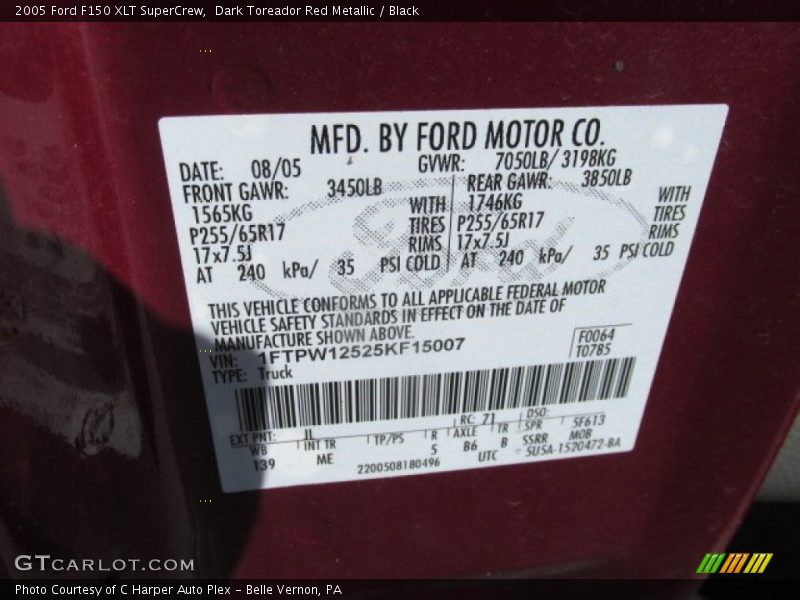 2005 Ford F150 XLT SuperCrew, Dark Toreador Red Metallic / Black
MFD. BY FORD MOTOR CO.
DATE: 08/05 GVWR: 7050LB/ 3198KG
FRONT GAWR: 3450LB REAR GAWR: 3850LB
1565KG WITH 1746KG WITH
P255/65R17 TIRES P255/65R17 TIRES
17x7.5J RIMS 17x7.5J RIMS
AT 240 kPa/ 35 PSI COLD AT 240 kPa/ 35 PSI COLD
THIS VEHICLE CONFORMS TO ALL APPLICABLE FEDERAL MOTOR
VEHICLE SAFETY STANDARDS IN EFFECT ON THE DATE OF
MANUFACTURE SHOWN ABOVE.
VIN: 1FTPW12525KF15007 F0064
TYPE: Truck T0785
EXT PNT: JL RC: 71 DSO: 5F613
WB INT TR TP/PS R AXLE TR SPR MOB
139 ME 5 B6 B SSRR
2200508180496 UTC 5U5A-1520472-BA
GTCARLOT.COM
Photo Courtesy of C Harper Auto Plex - Belle Vernon, PA